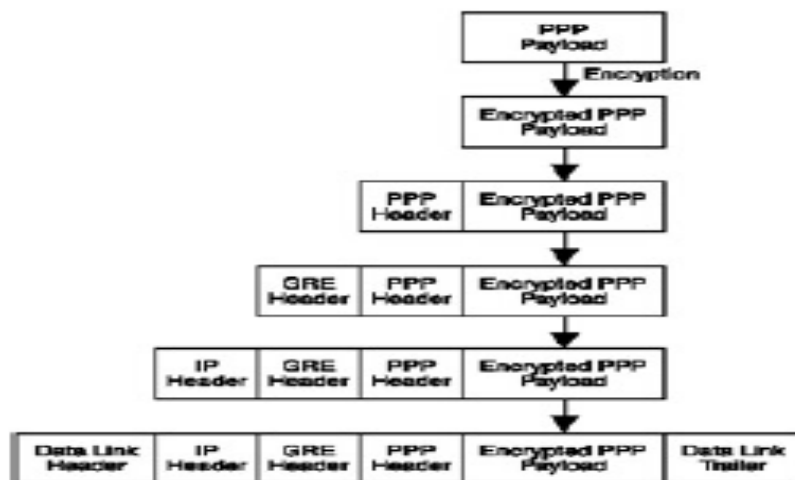 PPP
Payload
Encryption
Encrypted PPP
Payload
PPP
Header
Encrypted PPP
Payload
GRE
Header
PPP
Header
Encrypted PPP
Payload
IP
Header
GRE
Header
PPP
Header
Encrypted PPP
Payload
Data Link
Header
IP
Header
GRE
Header
PPP
Header
Encrypted PPP
Payload
Data Link
Trailer